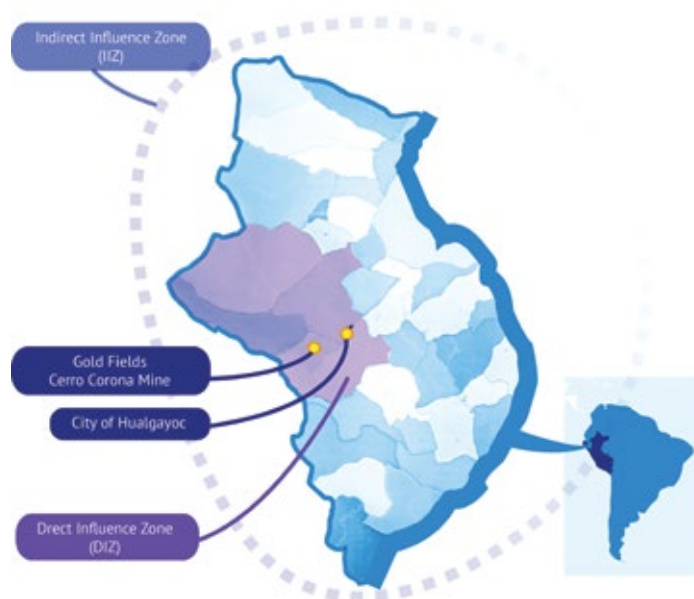 Indirect Influence Zone
(IIZ)
Gold Fields
Cerro Corona Mine
City of Hualgayoc
Drect Influence Zone
(DIZ)